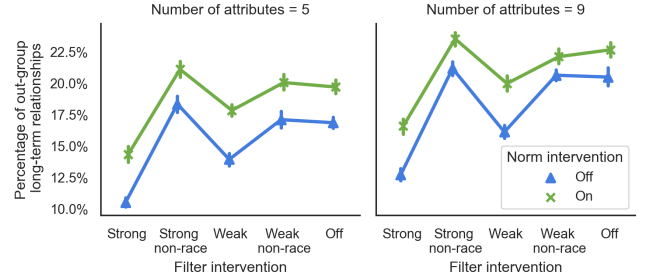 Number of attributes = 5
Number of attributes = 9
Percentage of out-group
long-term relationships
22.5%
20.0%
17.5%
15.0%
12.5%
10.0%
Strong
Strong
non-race
Weak
Weak
non-race
Off
Filter intervention
Strong
Strong
non-race
Weak
Weak
non-race
Off
Filter intervention
Norm intervention
Off
On